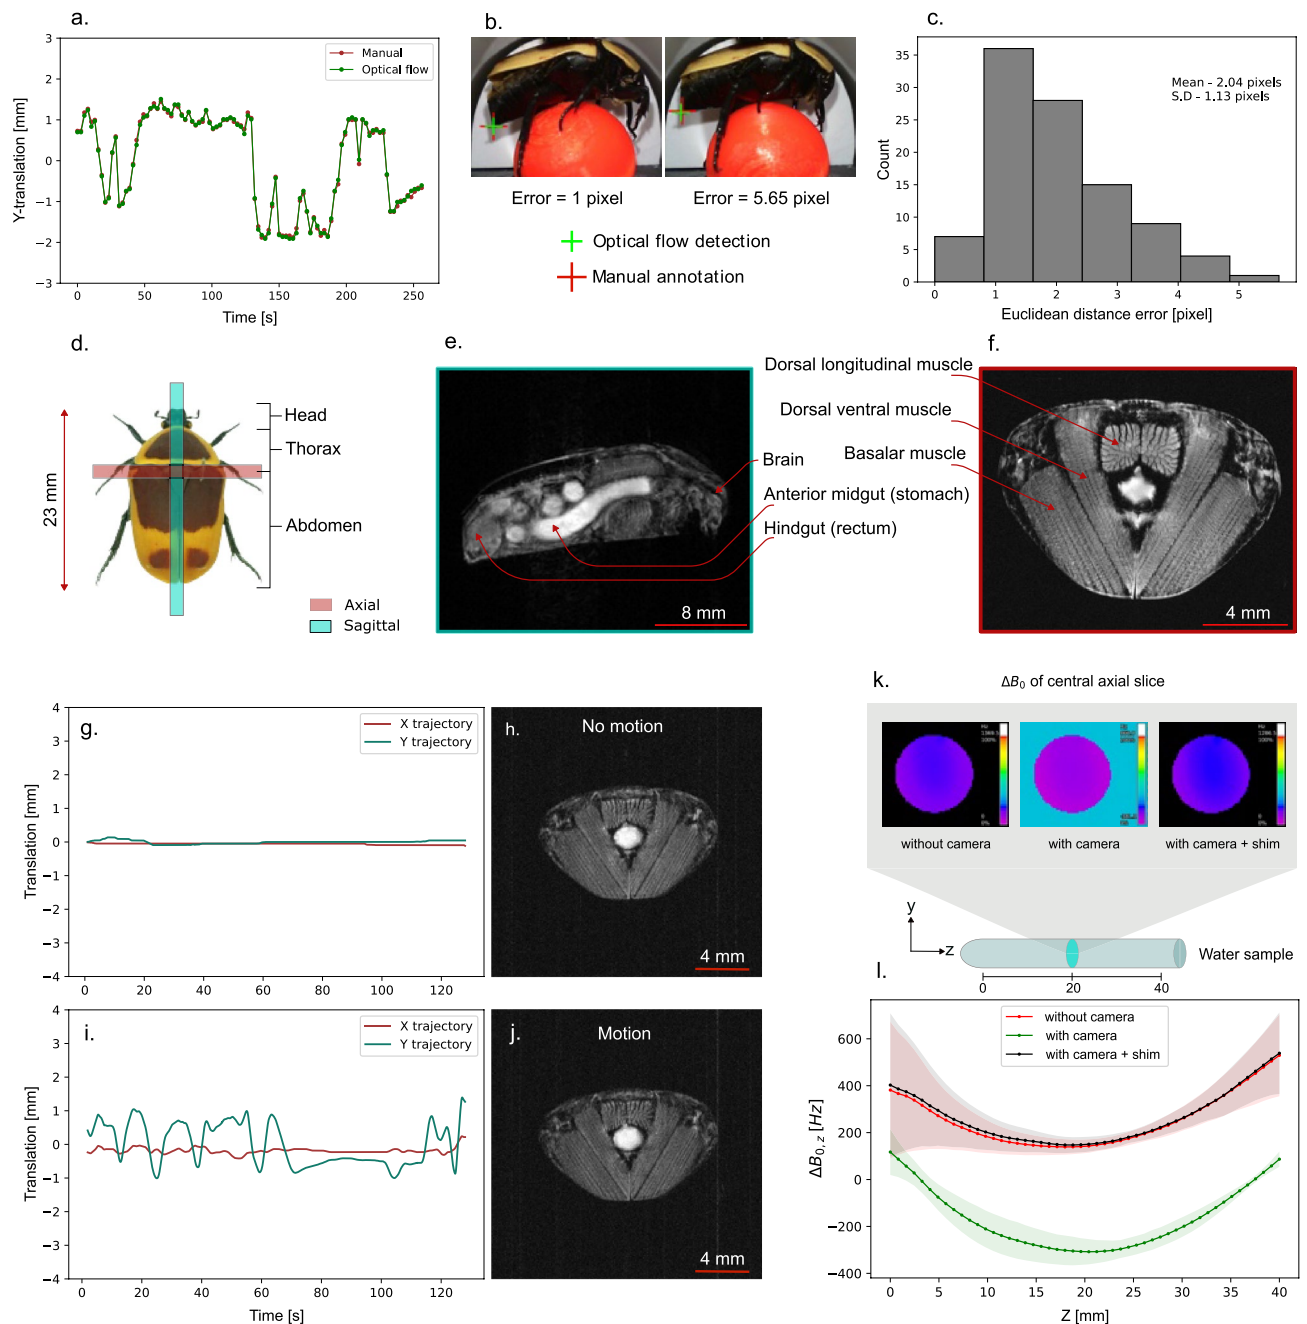 a.
3
2
1
0
−1
−2
−3
Y-translation [mm]
Manual
Optical flow
0
50
100
150
200
250
Time [s]
b.
Error = 1 pixel
Error = 5.65 pixel
Optical flow detection
Manual annotation
c.
35
30
25
20
15
10
5
0
Count
Mean - 2.04 pixels
S.D - 1.13 pixels
0
1
2
3
4
5
Euclidean distance error [pixel]
d.
23 mm
Head
Thorax
Abdomen
Axial
Sagittal
e.
8 mm
Dorsal longitudinal muscle
Dorsal ventral muscle
Basalar muscle
Brain
Anterior midgut (stomach)
Hindgut (rectum)
f.
4 mm
g.
4
3
2
1
0
−1
−2
−3
−4
Translation [mm]
X trajectory
Y trajectory
0
20
40
60
80
100
120
h.
No motion
4 mm
i.
4
3
2
1
0
−1
−2
−3
−4
Translation [mm]
X trajectory
Y trajectory
0
20
40
60
80
100
120
Time [s]
j.
Motion
4 mm
k.
ΔB₀ of central axial slice
100%
0
0%
100%
0
0%
without camera
with camera
with camera + shim
y
z
Water sample
0
20
40
l.
600
400
200
0
−200
−400
ΔB₀,z [Hz]
without camera
with camera
with camera + shim
0
5
10
15
20
25
30
35
40
Z [mm]